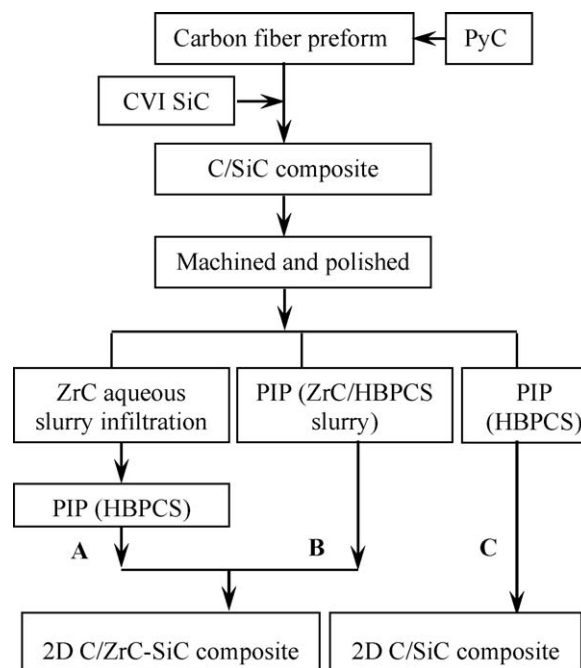 Carbon fiber preform
PyC
CVI SiC
C/SiC composite
Machined and polished
ZrC aqueous
slurry infiltration
PIP (ZrC/HBPCS
slurry)
PIP
(HBPCS)
PIP (HBPCS)
A
B
C
2D C/ZrC-SiC composite
2D C/SiC composite